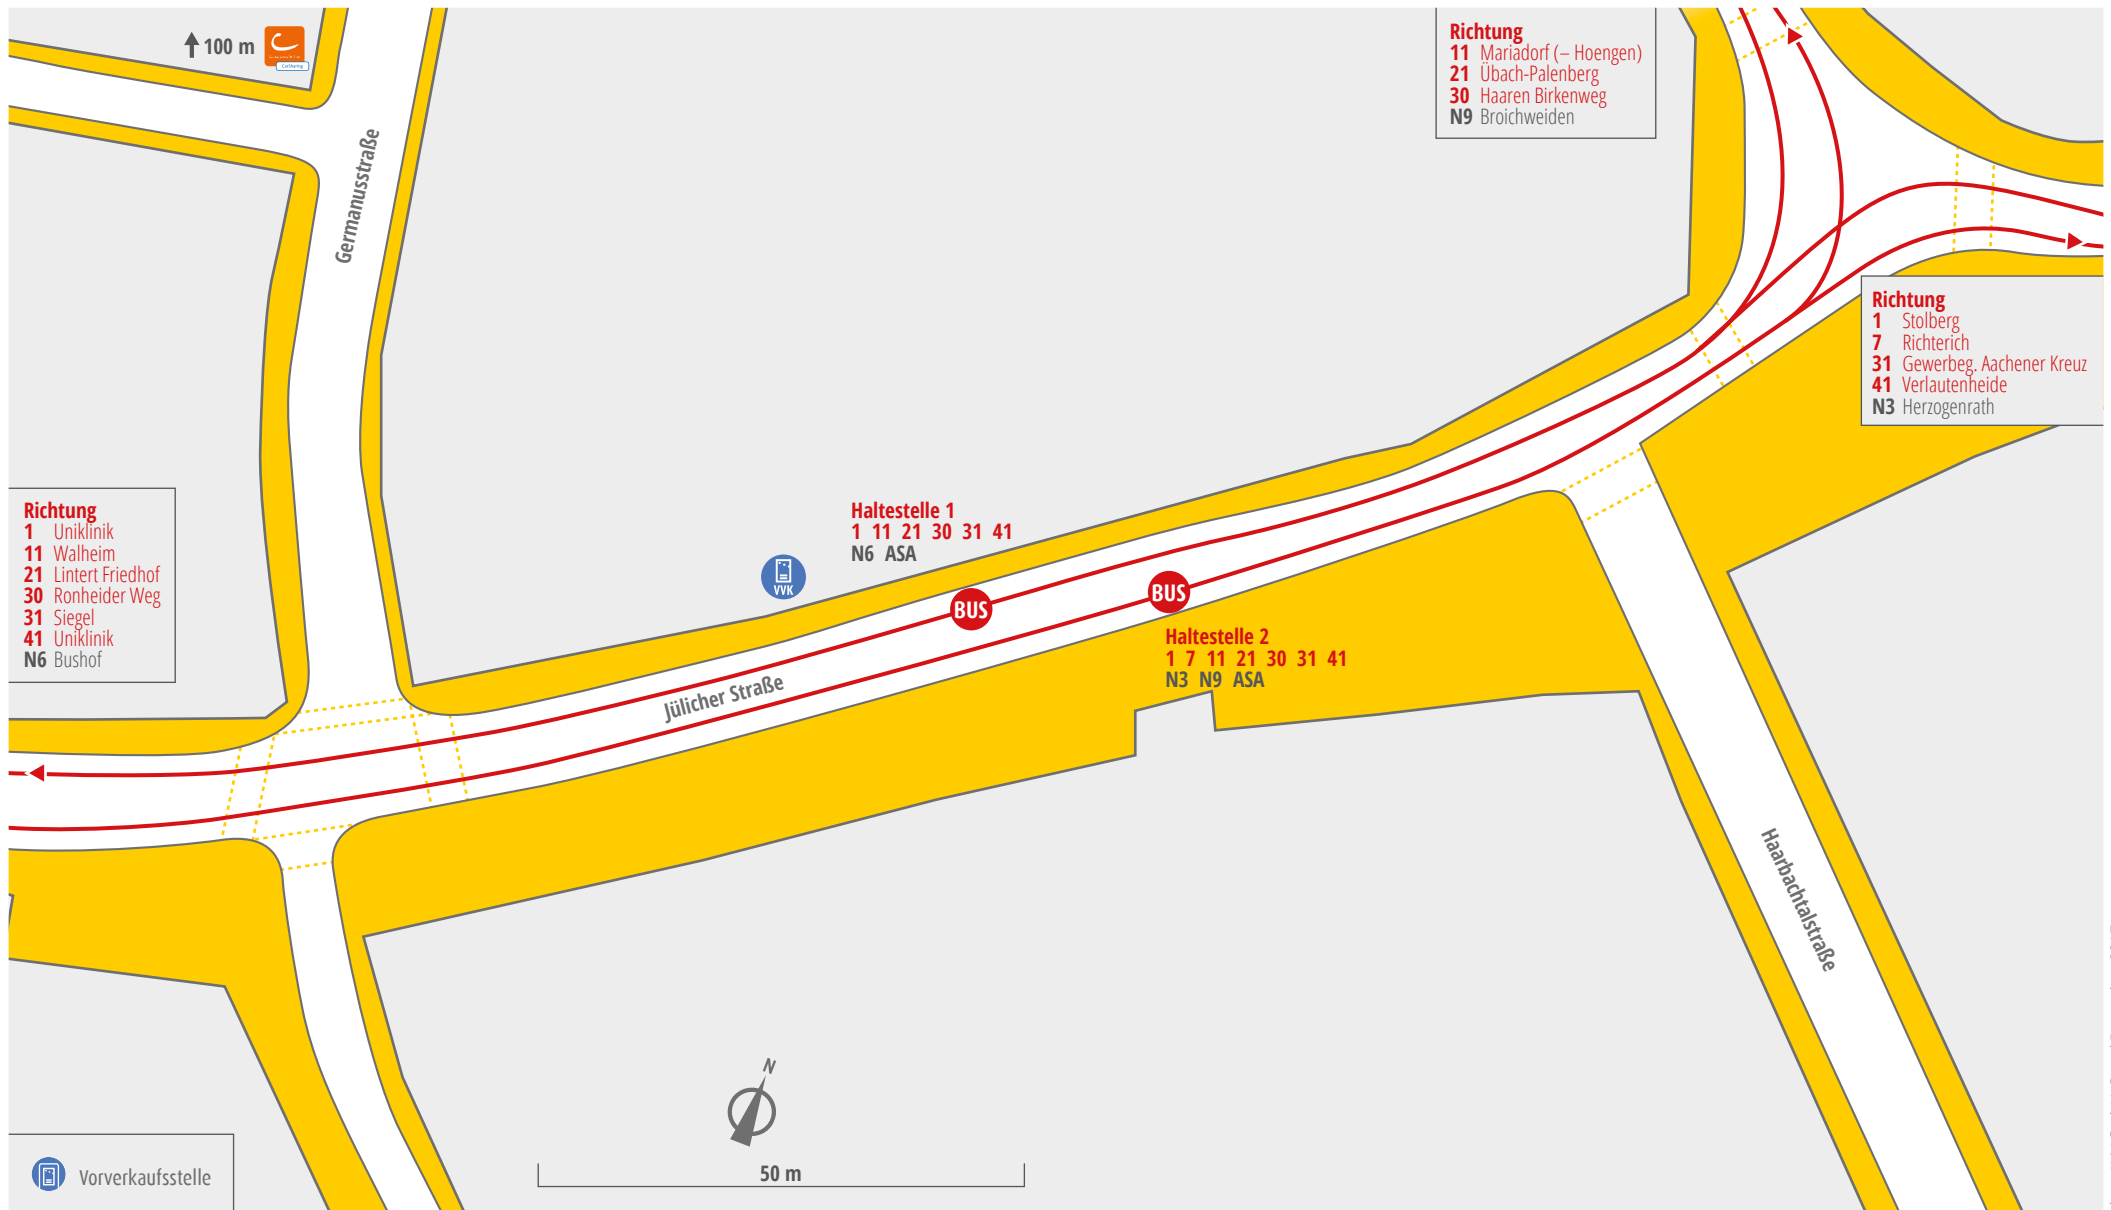 100 m
CarSharing
Germanusstraße
Richtung
11 Mariadorf (– Hoengen)
21 Übach-Palenberg
30 Haaren Birkenweg
N9 Broichweiden
Richtung
1 Stolberg
7 Richterich
31 Gewerbeg. Aachener Kreuz
41 Verlautenheide
N3 Herzogenrath
Richtung
1 Uniklinik
11 Walheim
21 Lintert Friedhof
30 Ronheider Weg
31 Siegel
41 Uniklinik
N6 Bushof
Haltestelle 1
1 11 21 30 31 41
N6 ASA
VVK
BUS
BUS
Haltestelle 2
1 7 11 21 30 31 41
N3 N9 ASA
Jülicher Straße
Haarbachtalstraße
N
50 m
Vorverkaufsstelle